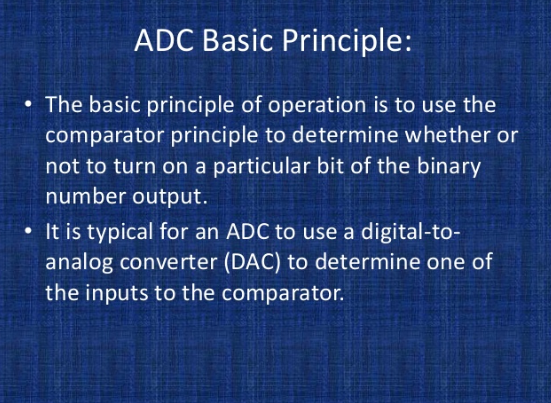 ADC Basic Principle:
• The basic principle of operation is to use the
comparator principle to determine whether or
not to turn on a particular bit of the binary
number output.
• It is typical for an ADC to use a digital-to-
analog converter (DAC) to determine one of
the inputs to the comparator.